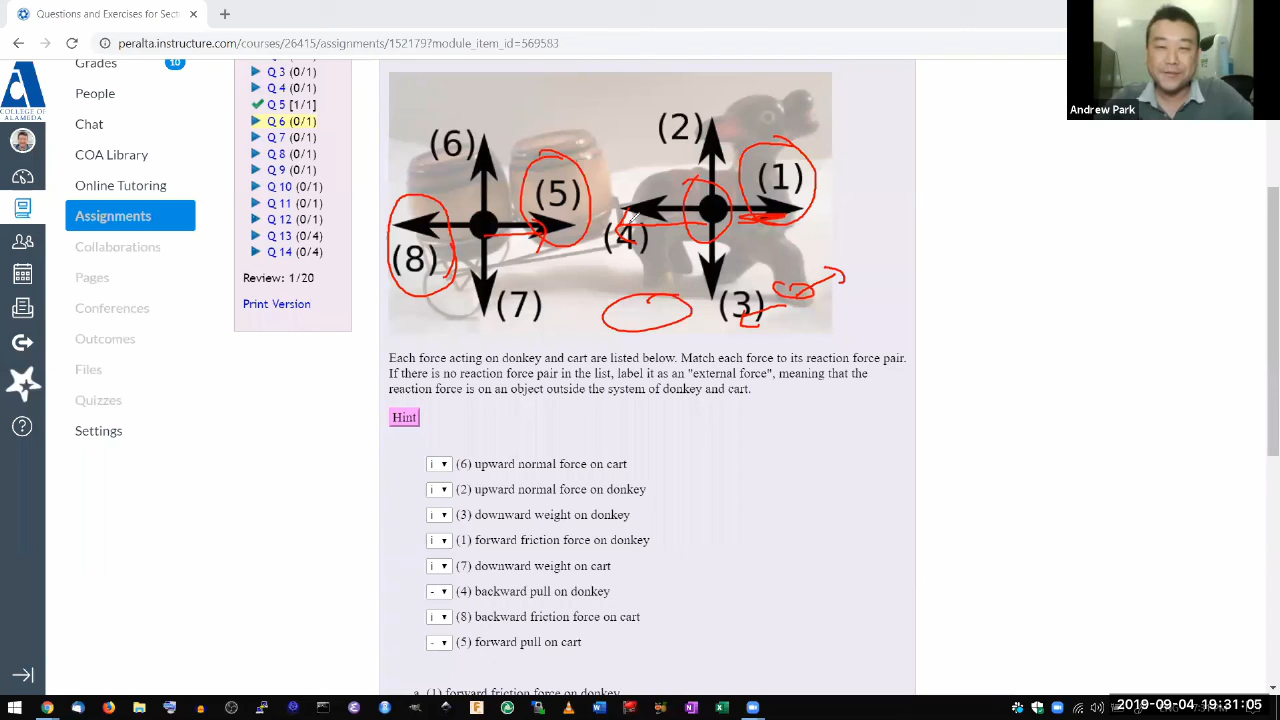 Questions and Exercises for Sect
peralta.instructure.com/courses/26415/assignments/152179?module_item_id=569583
Andrew Park
COLLEGE OF
ALAMEDA
Grades
10
People
Chat
COA Library
Online Tutoring
Assignments
Collaborations
Pages
Conferences
Outcomes
Files
Quizzes
Settings
Q 3 (0/1)
Q 4 (0/1)
Q 5 [1/1]
Q 6 (0/1)
Q 7 (0/1)
Q 8 (0/1)
Q 9 (0/1)
Q 10 (0/1)
Q 11 (0/1)
Q 12 (0/1)
Q 13 (0/4)
Q 14 (0/4)
Review: 1/20
Print Version
(6)
(5)
(8)
(7)
(2)
(1)
(4)
(3)
Each force acting on donkey and cart are listed below. Match each force to its reaction force pair.
If there is no reaction force pair in the list, label it as an "external force", meaning that the
reaction force is on an object outside the system of donkey and cart.
Hint
i (6) upward normal force on cart
i (2) upward normal force on donkey
i (3) downward weight on donkey
i (1) forward friction force on donkey
i (7) downward weight on cart
- (4) backward pull on donkey
i (8) backward friction force on cart
- (5) forward pull on cart
a. (1) forward friction force on donkey
2019-09-04 19:31:05